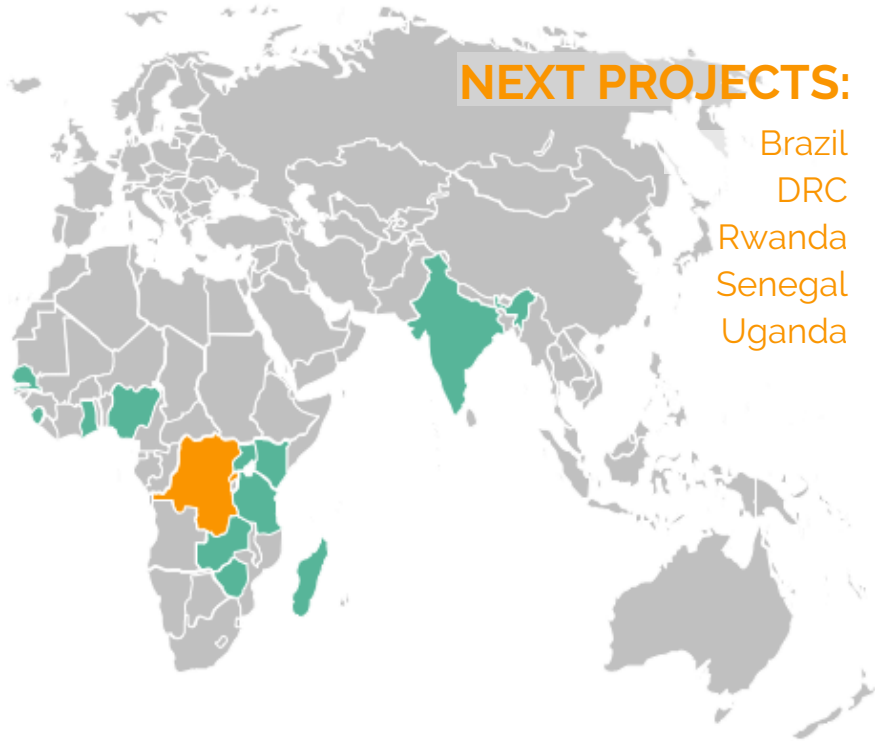 NEXT PROJECTS:
Brazil
DRC
Rwanda
Senegal
Uganda